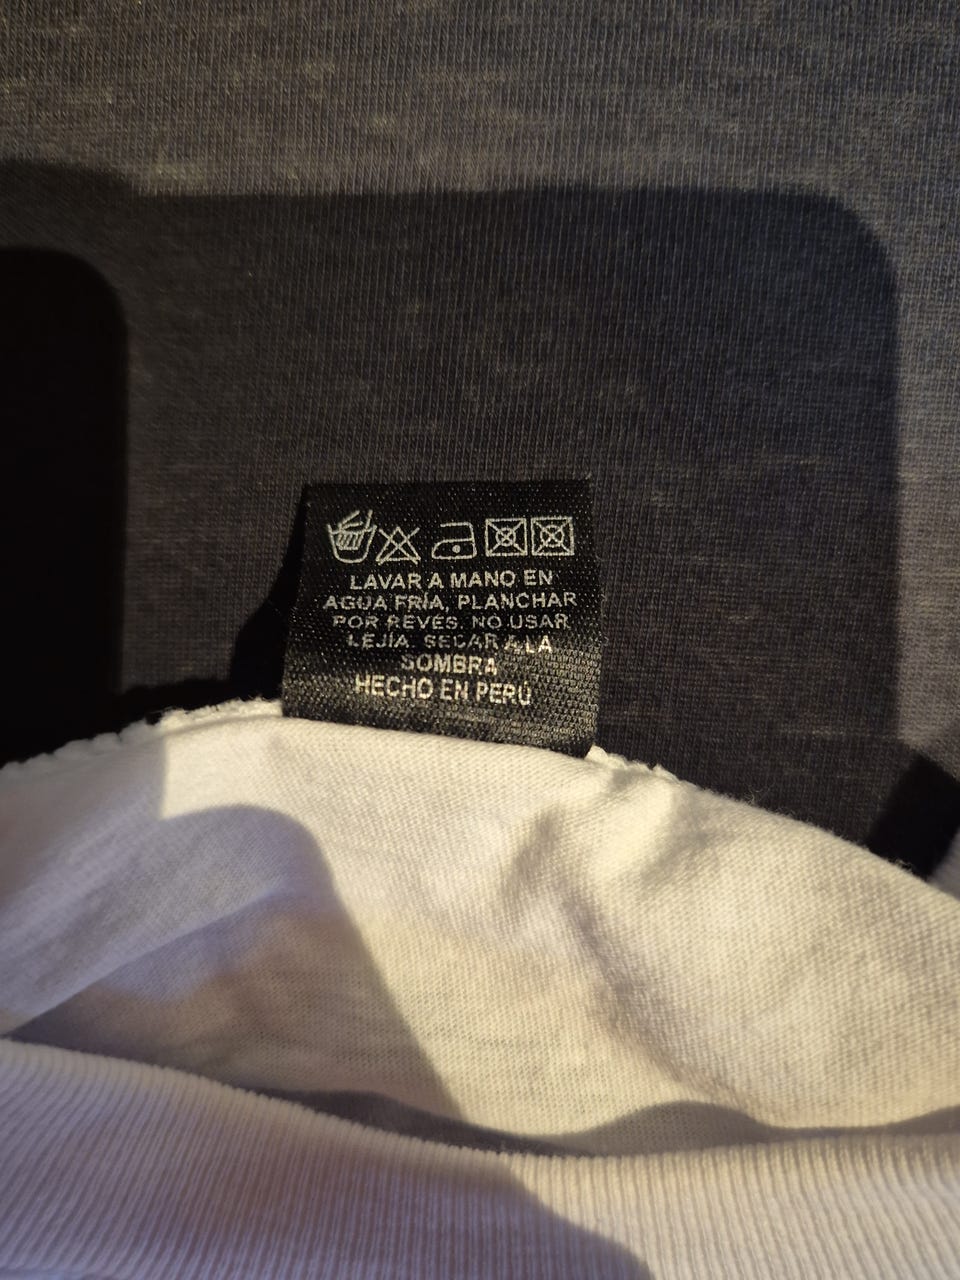 LAVAR A MANO EN
AGUA FRÍA, PLANCHAR
POR REVÉS, NO USAR
LEJÍA. SECAR A LA
SOMBRA
HECHO EN PERÚ